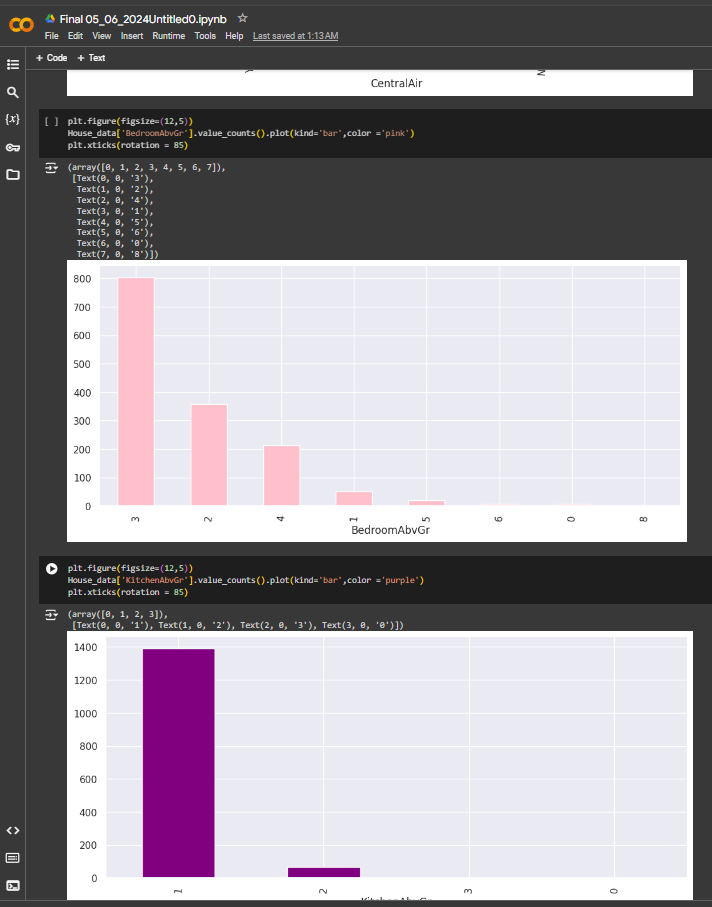 CO
Final 05_06_2024Untitled0.ipynb
File Edit View Insert Runtime Tools Help Last saved at 1:13 AM
+ Code + Text
Y N
CentralAir
[ ] plt.figure(figsize=(12,5))
House_data['BedroomAbvGr'].value_counts().plot(kind='bar',color ='pink')
plt.xticks(rotation = 85)
{x}
(array([0, 1, 2, 3, 4, 5, 6, 7]),
[Text(0, 0, '3'),
Text(1, 0, '2'),
Text(2, 0, '4'),
Text(3, 0, '1'),
Text(4, 0, '5'),
Text(5, 0, '6'),
Text(6, 0, '0'),
Text(7, 0, '8')])
800
700
600
500
400
300
200
100
0
3 2 4 1 5 6 0 8
BedroomAbvGr
plt.figure(figsize=(12,5))
House_data['KitchenAbvGr'].value_counts().plot(kind='bar',color ='purple')
plt.xticks(rotation = 85)
(array([0, 1, 2, 3]),
[Text(0, 0, '1'), Text(1, 0, '2'), Text(2, 0, '3'), Text(3, 0, '0')])
1400
1200
1000
800
600
400
200
0
1 2 3 0
KitchenAbvGr